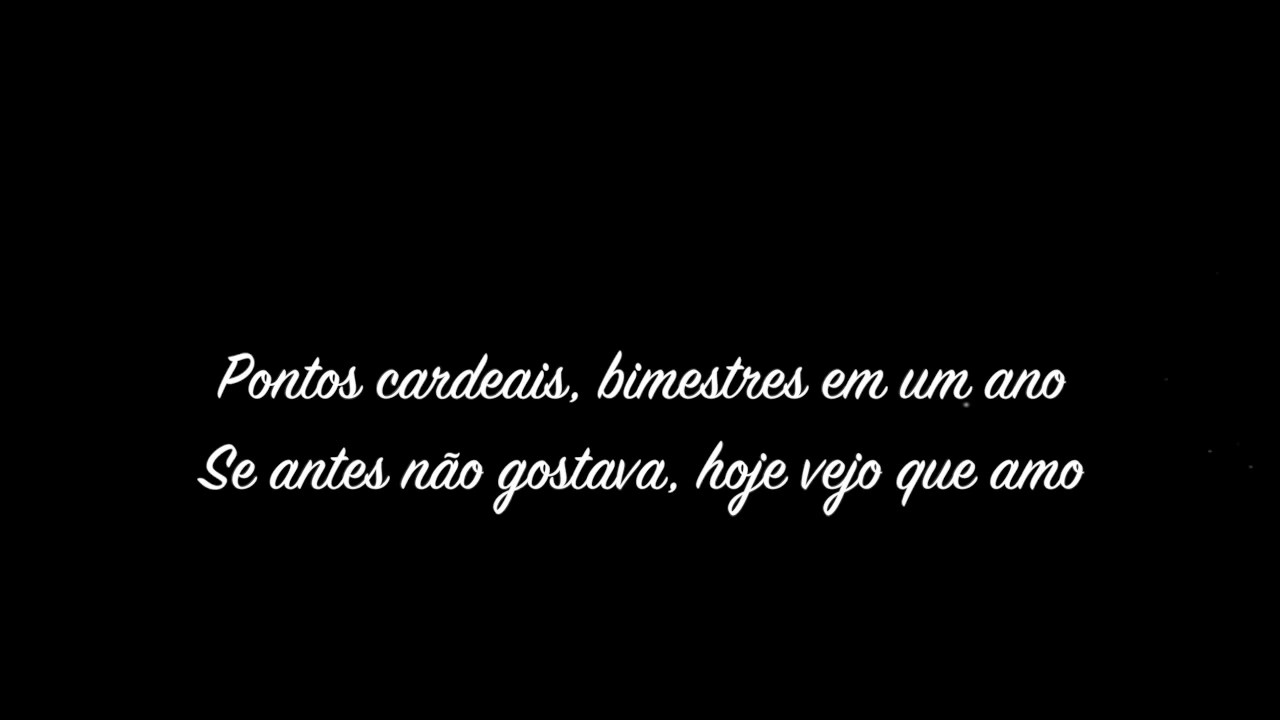 Pontos cardeais, bimestres em um ano
Se antes não gostava, hoje vejo que amo